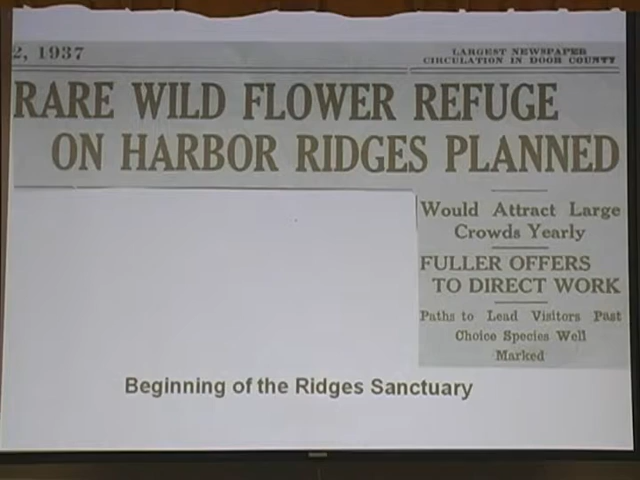 2, 1937
LARGEST NEWSPAPER
CIRCULATION IN DOOR COUNTY
RARE WILD FLOWER REFUGE
ON HARBOR RIDGES PLANNED
Would Attract Large
Crowds Yearly
FULLER OFFERS
TO DIRECT WORK
Paths to Lead Visitors Past
Choice Species Well
Marked
Beginning of the Ridges Sanctuary